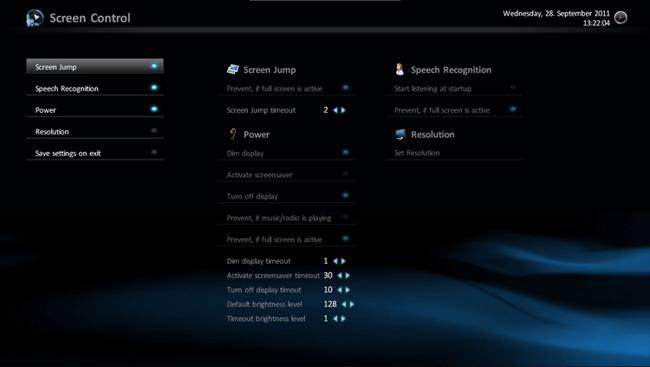 Screen Control
Wednesday, 28. September 2011
13:22:04
Screen Jump
Speech Recognition
Power
Resolution
Save settings on exit
Screen Jump
Prevent, if full screen is active
Screen Jump timeout 2
Power
Dim display
Activate screensaver
Turn off display
Prevent, if music/radio is playing
Prevent, if full screen is active
Dim display timeout 1
Activate screensaver timeout 30
Turn off display timout 10
Default brightness level 128
Timeout brightness level 1
Speech Recognition
Start listening at startup
Prevent, if full screen is active
Resolution
Set Resolution